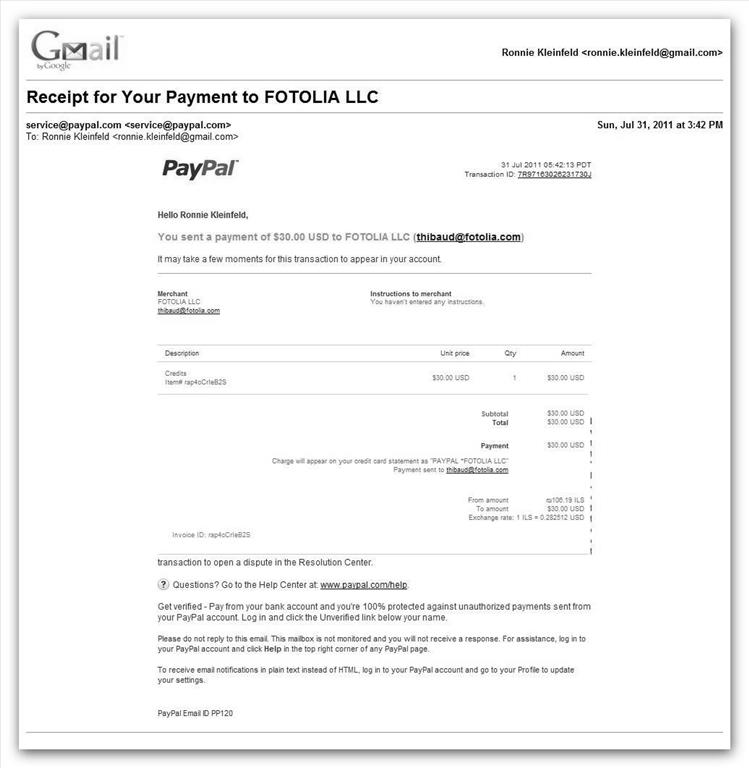 Gmail™
by Google
Ronnie Kleinfeld <ronnie.kleinfeld@gmail.com>
Receipt for Your Payment to FOTOLIA LLC
service@paypal.com <service@paypal.com>
Sun, Jul 31, 2011 at 3:42 PM
To: Ronnie Kleinfeld <ronnie.kleinfeld@gmail.com>
PayPal
31 Jul 2011 05:42:13 PDT
Transaction ID: 7R97163026231730J
Hello Ronnie Kleinfeld,
You sent a payment of $30.00 USD to FOTOLIA LLC (thibaud@fotolia.com)
It may take a few moments for this transaction to appear in your account.
Merchant
FOTOLIA LLC
thibaud@fotolia.com
Instructions to merchant
You haven't entered any instructions.
Description Unit price Qty Amount
Credits
Item# rap4cCrIeB2S $30.00 USD 1 $30.00 USD
Subtotal $30.00 USD
Total $30.00 USD
Payment $30.00 USD
Charge will appear on your credit card statement as "PAYPAL *FOTOLIA LLC"
Payment sent to thibaud@fotolia.com
From amount ₪106.19 ILS
To amount $30.00 USD
Exchange rate: 1 ILS = 0.282512 USD
Invoice ID: rap4cCrIeB2S
transaction to open a dispute in the Resolution Center.
? Questions? Go to the Help Center at: www.paypal.com/help.
Get verified - Pay from your bank account and you're 100% protected against unauthorized payments sent from
your PayPal account. Log in and click the Unverified link below your name.
Please do not reply to this email. This mailbox is not monitored and you will not receive a response. For assistance, log in to
your PayPal account and click Help in the top right corner of any PayPal page.
To receive email notifications in plain text instead of HTML, log in to your PayPal account and go to your Profile to update
your settings.
PayPal Email ID PP120